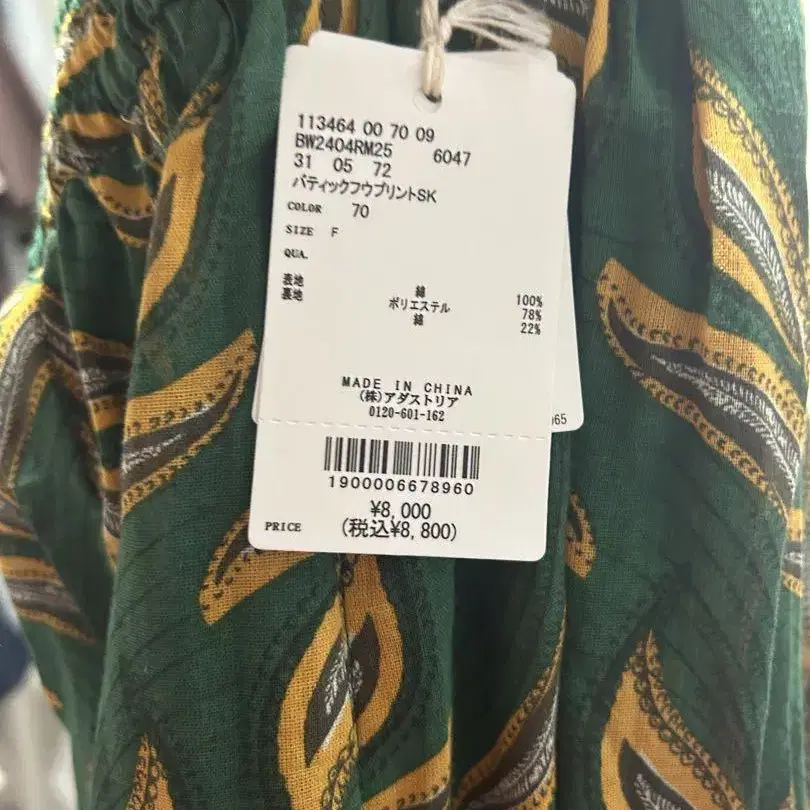 113464 00 70 09
BW2404RM25 6047
31 05 72
バティックフウプリントSK
COLOR 70
SIZE F
QUA.
表地 綿 100%
裏地 ポリエステル 78%
綿 22%
MADE IN CHINA
(株)アダストリア
0120-601-162
)65
1900006678960
¥8,000
PRICE (税込¥8,800)